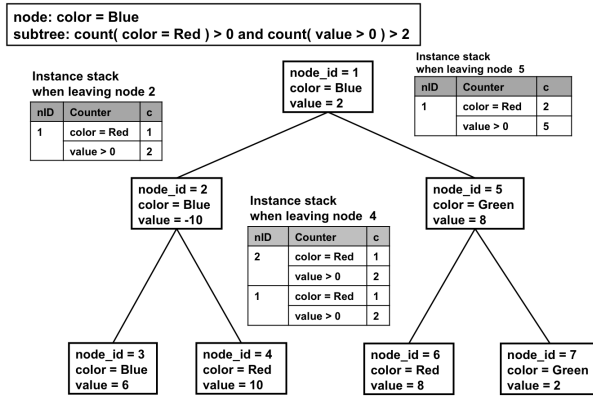 node: color = Blue
subtree: count( color = Red ) > 0 and count( value > 0 ) > 2
Instance stack
when leaving node 2
nID Counter c
1 color = Red 1
value > 0 2
node_id = 1
color = Blue
value = 2
Instance stack
when leaving node 5
nID Counter c
1 color = Red 2
value > 0 5
node_id = 2
color = Blue
value = -10
Instance stack
when leaving node 4
nID Counter c
2 color = Red 1
value > 0 2
1 color = Red 1
value > 0 2
node_id = 5
color = Green
value = 8
node_id = 3
color = Blue
value = 6
node_id = 4
color = Red
value = 10
node_id = 6
color = Red
value = 8
node_id = 7
color = Green
value = 2